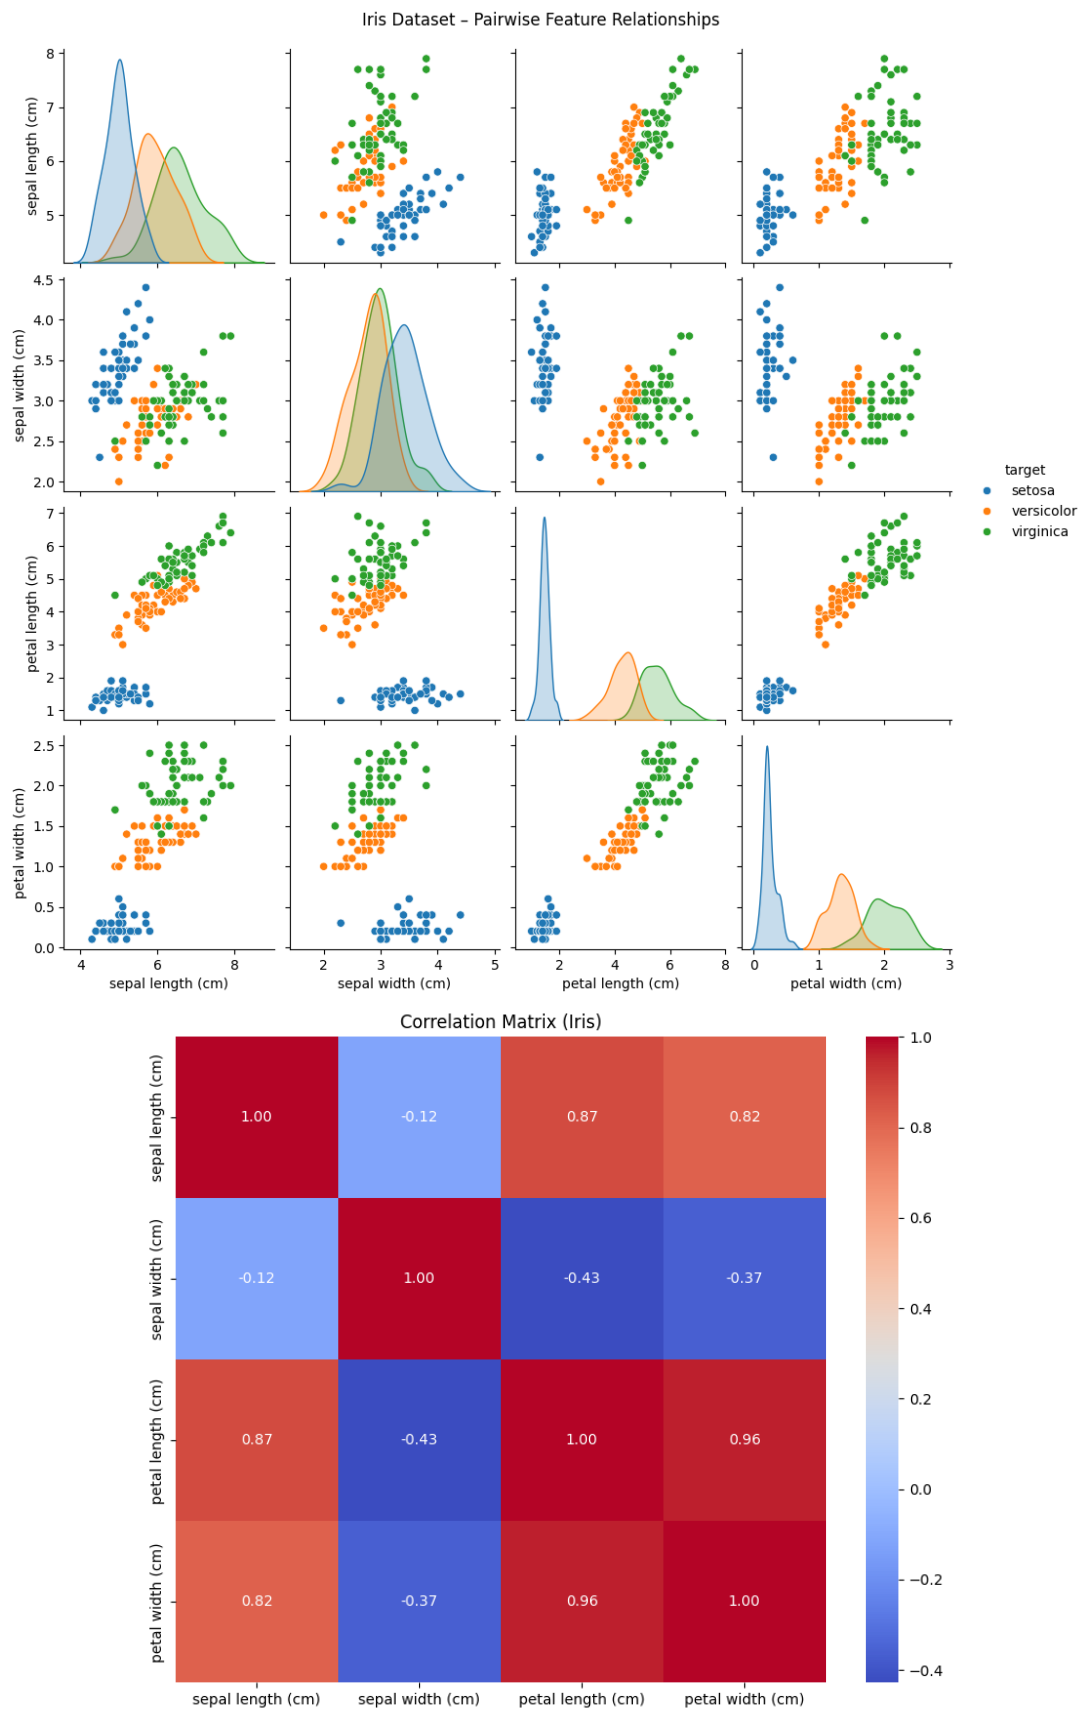 Iris Dataset – Pairwise Feature Relationships
8
7
6
5
sepal length (cm)
4.5
4.0
3.5
3.0
2.5
2.0
sepal width (cm)
target
setosa
versicolor
virginica
7
6
5
4
3
2
1
petal length (cm)
2.5
2.0
1.5
1.0
0.5
0.0
petal width (cm)
4 6 8
2 3 4 5
2 4 6 8
0 1 2 3
sepal length (cm)
sepal width (cm)
petal length (cm)
petal width (cm)
Correlation Matrix (Iris)
sepal length (cm)
1.00 -0.12 0.87 0.82
sepal width (cm)
-0.12 1.00 -0.43 -0.37
petal length (cm)
0.87 -0.43 1.00 0.96
petal width (cm)
0.82 -0.37 0.96 1.00
sepal length (cm) sepal width (cm) petal length (cm) petal width (cm)
1.0
0.8
0.6
0.4
0.2
0.0
−0.2
−0.4